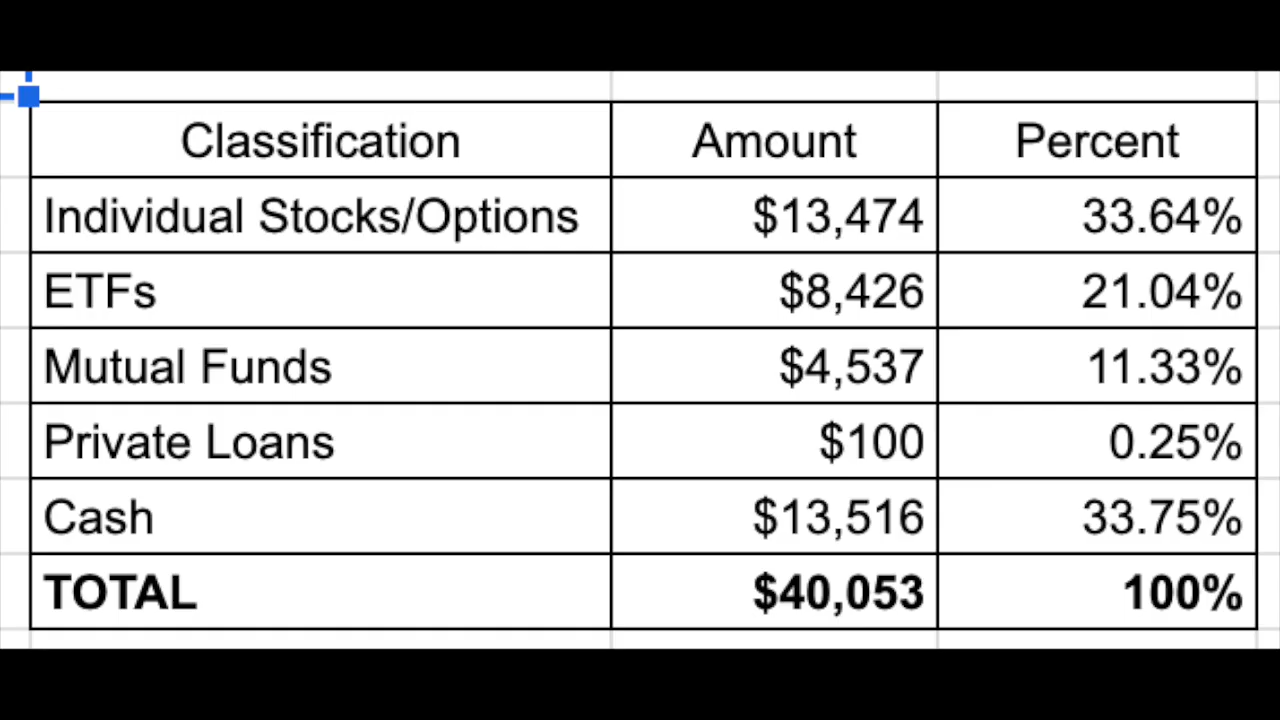 Classification Amount Percent
Individual Stocks/Options $13,474 33.64%
ETFs $8,426 21.04%
Mutual Funds $4,537 11.33%
Private Loans $100 0.25%
Cash $13,516 33.75%
TOTAL $40,053 100%